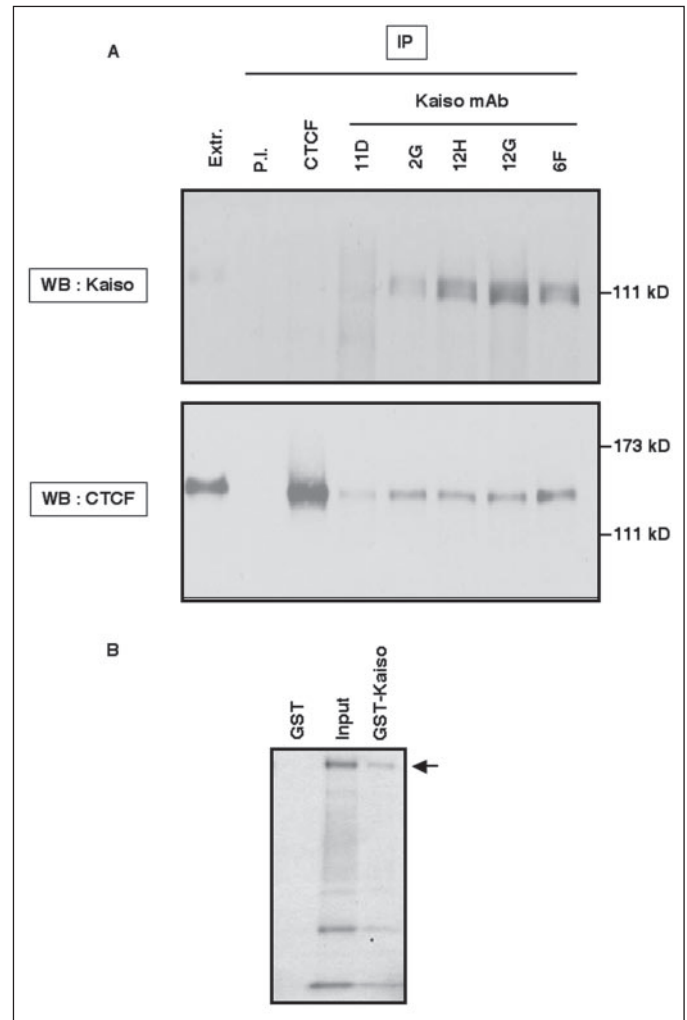 A
IP
Kaiso mAb
Extr.
P.I.
CTCF
11D
2G
12H
12G
6F
WB : Kaiso
111 kD
173 kD
WB : CTCF
111 kD
B
GST
Input
GST-Kaiso